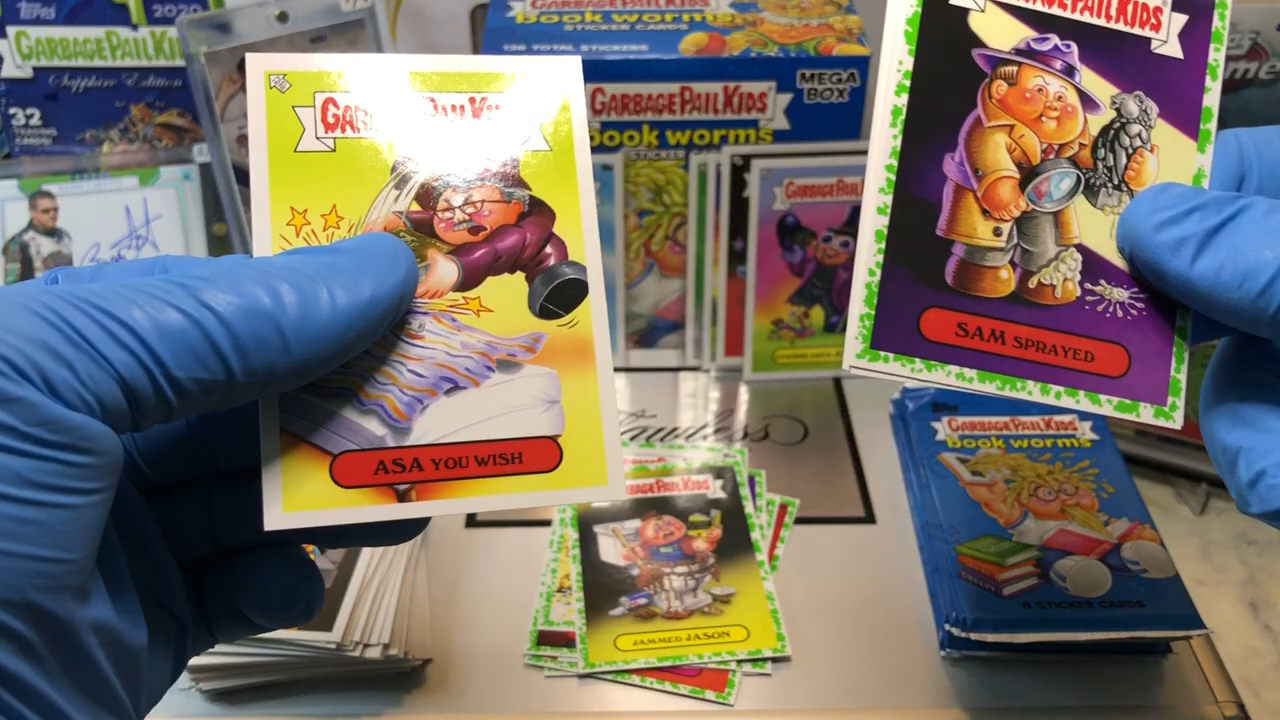 Topps
2020
GARBAGE PAIL KI
Sapphire Edition
32
TRADING
CARDS
GARBAGE PAIL KIDS
ASA YOU WISH
book worms
STICKER CARDS
126 TOTAL STICKERS
MEGA
BOX
GARBAGE PAIL KIDS
book worms
STICKER
GARBAGE PAIL
GARBAGE PAIL KIDS
SAM SPRAYED
GARBAGE PAIL KIDS
JAMMED JASON
Topps
GARBAGE PAIL KIDS
book worms
8 STICKER CARDS